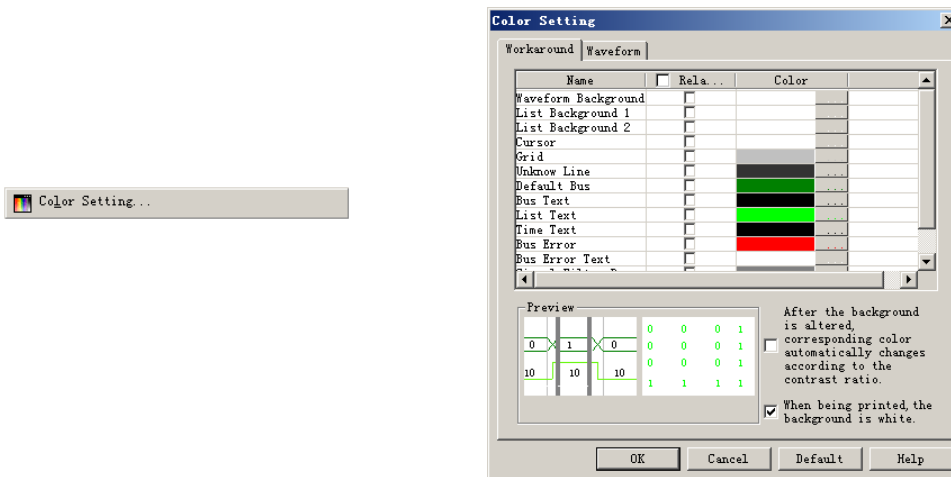 Color Setting...
Color Setting
Workaround
Waveform
Name Rela... Color
Waveform Background
List Background 1
List Background 2
Cursor
Grid
Unknow Line
Default Bus
Bus Text
List Text
Time Text
Bus Error
Bus Error Text
Preview
0 1 0
10 10 10
0 0 0 1
0 0 0 1
0 0 0 1
1 1 1 1
After the background
is altered,
corresponding color
automatically changes
according to the
contrast ratio.
When being printed, the
background is white.
OK Cancel Default Help